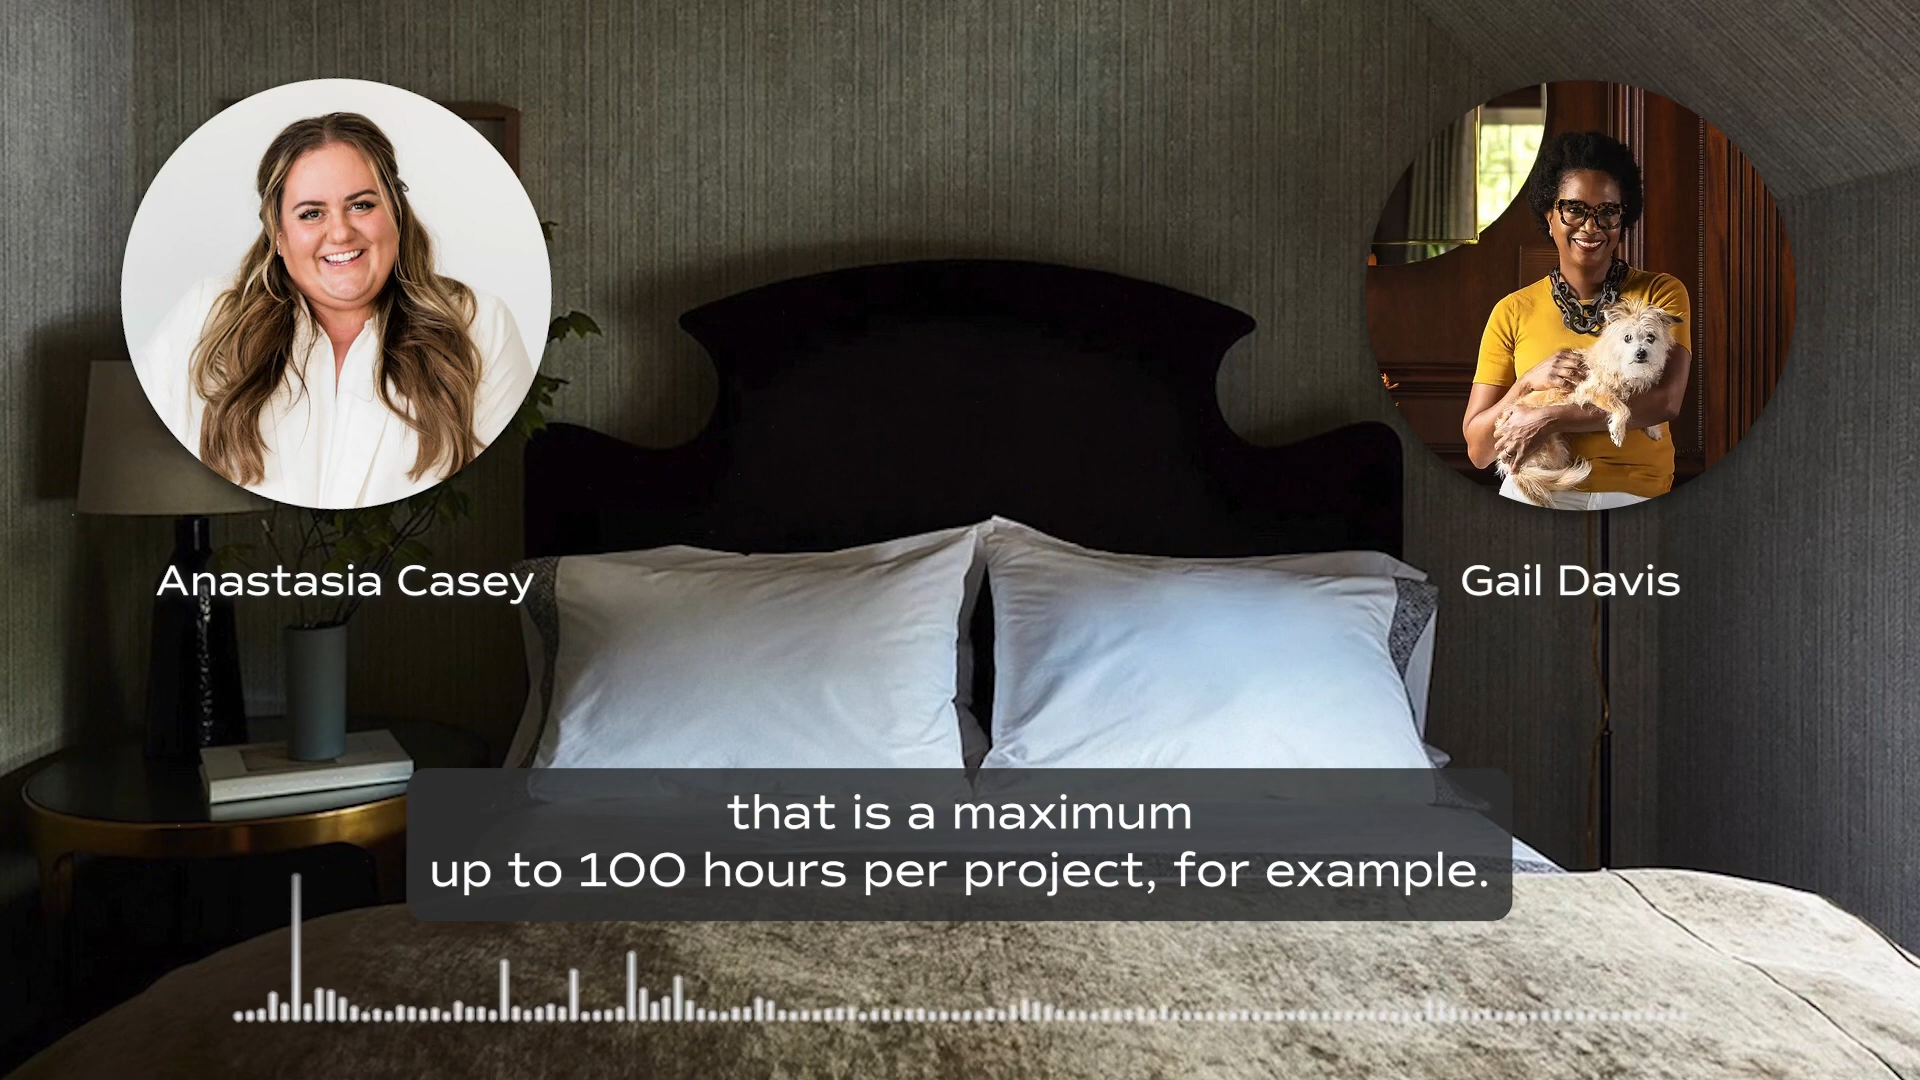 Anastasia Casey
Gail Davis
that is a maximum
up to 100 hours per project, for example.